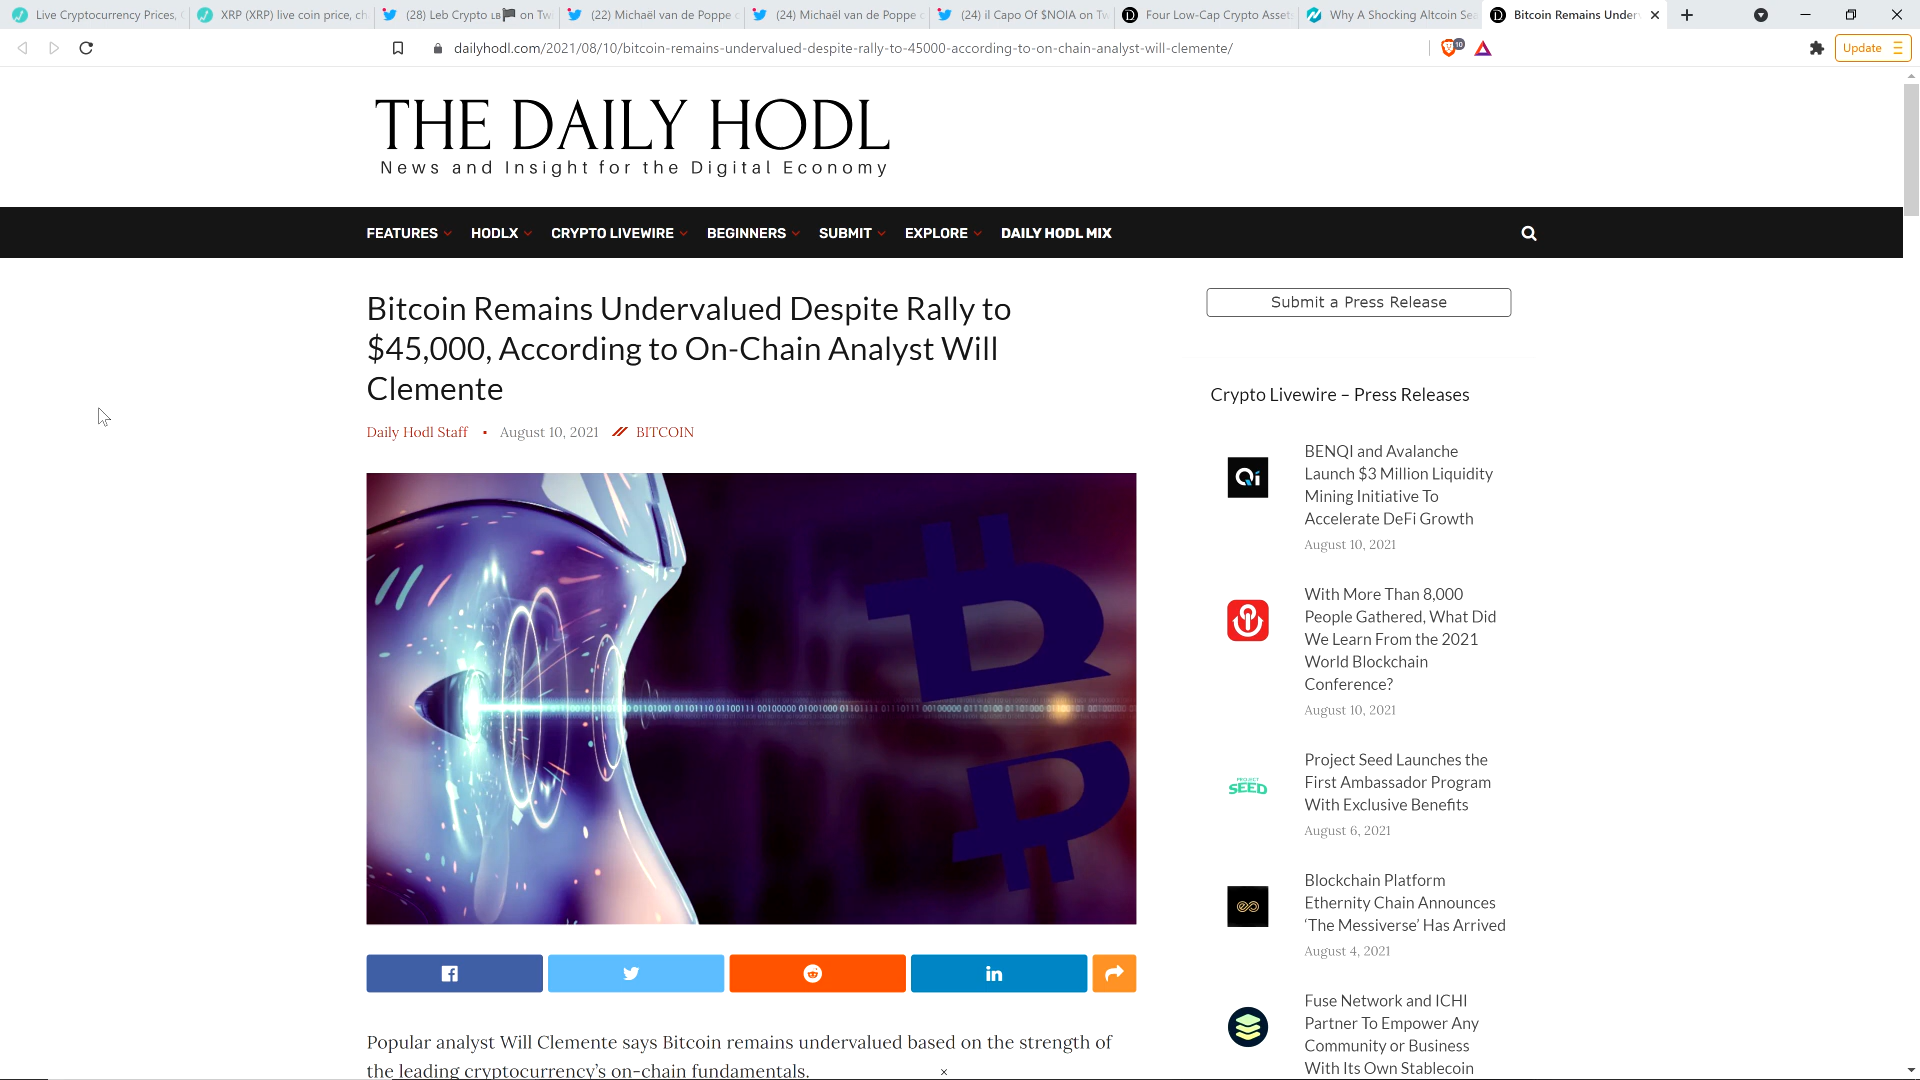 Live Cryptocurrency Prices,
XRP (XRP) live coin price, ch
(28) Leb Crypto LB on Tw
(22) Michaël van de Poppe
(24) Michaël van de Poppe
(24) il Capo Of $NOIA on Tw
Four Low-Cap Crypto Asset
Why A Shocking Altcoin Sea
Bitcoin Remains Under
dailyhodl.com/2021/08/10/bitcoin-remains-undervalued-despite-rally-to-45000-according-to-on-chain-analyst-will-clemente/
10
Update
THE DAILY HODL
News and Insight for the Digital Economy
FEATURES HODLX CRYPTO LIVEWIRE BEGINNERS SUBMIT EXPLORE DAILY HODL MIX
Bitcoin Remains Undervalued Despite Rally to
$45,000, According to On-Chain Analyst Will
Clemente
Daily Hodl Staff • August 10, 2021 BITCOIN
Popular analyst Will Clemente says Bitcoin remains undervalued based on the strength of
the leading cryptocurrency's on-chain fundamentals.
Submit a Press Release
Crypto Livewire – Press Releases
Qi
BENQI and Avalanche
Launch $3 Million Liquidity
Mining Initiative To
Accelerate DeFi Growth
August 10, 2021
With More Than 8,000
People Gathered, What Did
We Learn From the 2021
World Blockchain
Conference?
August 10, 2021
PROJECT
SEED
Project Seed Launches the
First Ambassador Program
With Exclusive Benefits
August 6, 2021
Blockchain Platform
Ethernity Chain Announces
‘The Messiverse’ Has Arrived
August 4, 2021
Fuse Network and ICHI
Partner To Empower Any
Community or Business
With Its Own Stablecoin